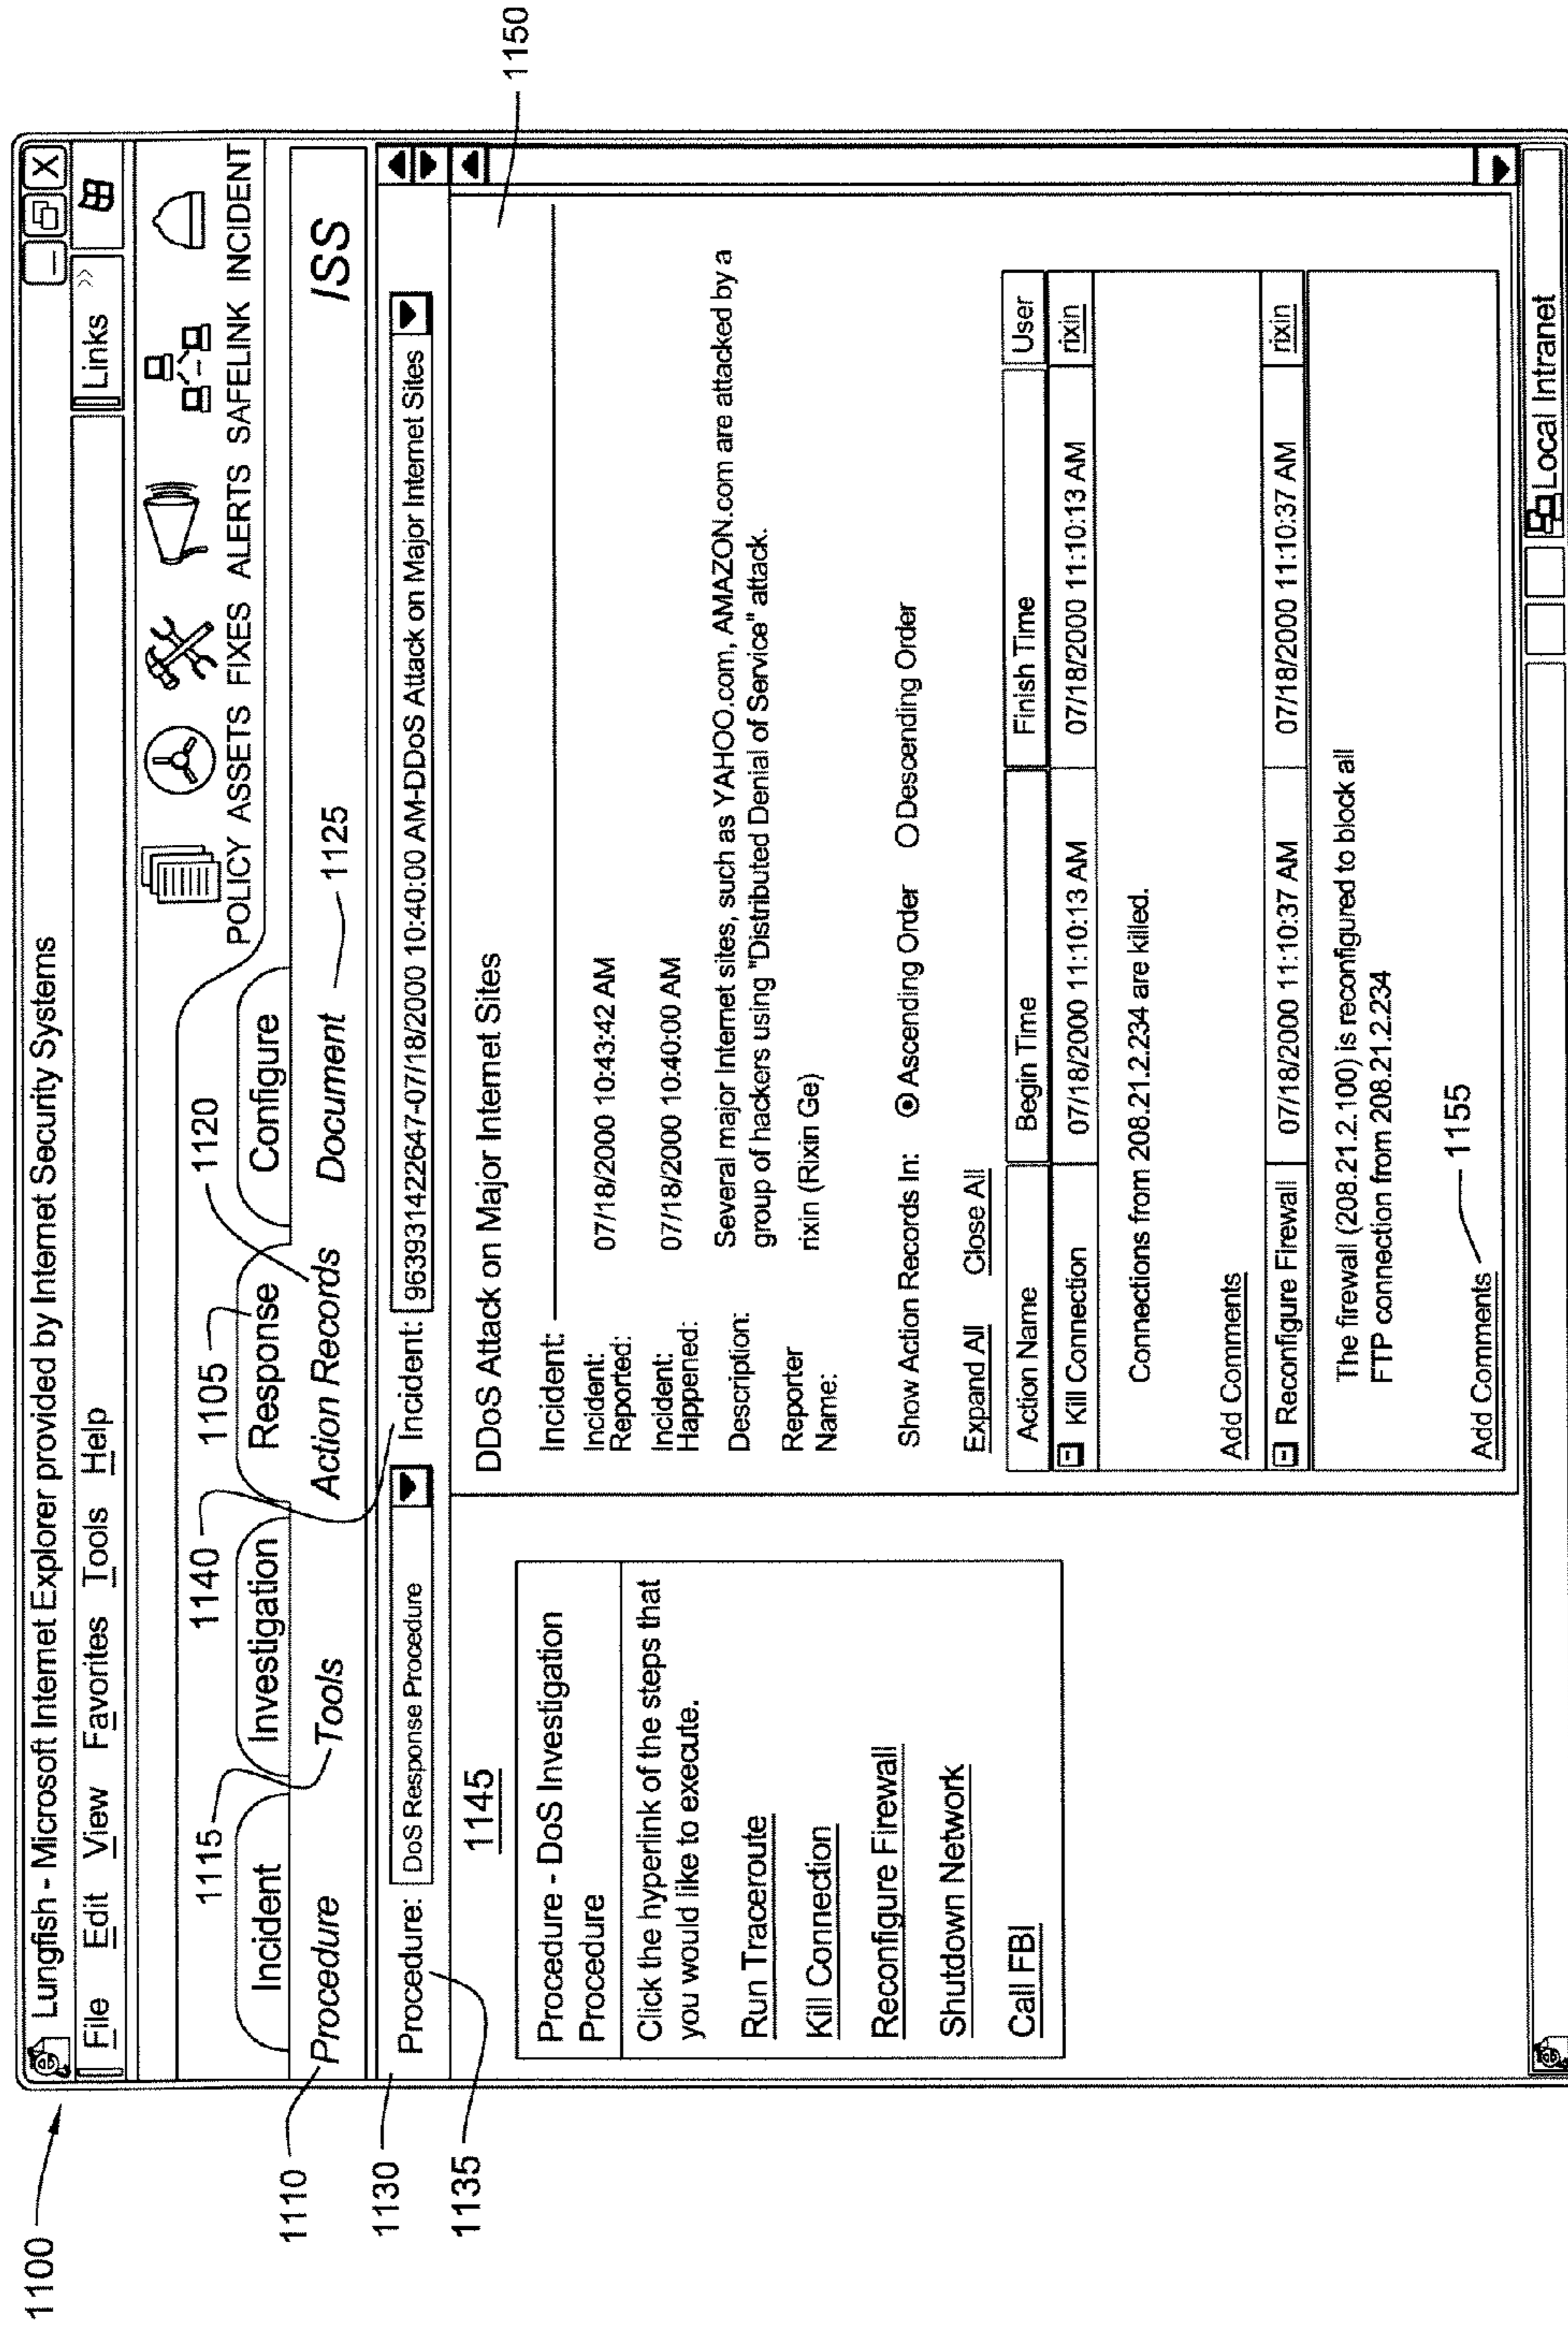 1100
Lungfish - Microsoft Internet Explorer provided by Internet Security Systems
File Edit View Favorites Tools Help
Links »
POLICY ASSETS FIXES ALERTS SAFELINK INCIDENT
1115 1140 1105 1120
Incident Investigation Response Configure
1110 Procedure Tools Action Records Document 1125
ISS
1130
Procedure: DoS Response Procedure Incident: 963931422647-07/18/2000 10:40:00 AM-DDoS Attack on Major Internet Sites
1135
1145
Procedure - DoS Investigation
Procedure
Click the hyperlink of the steps that
you would like to execute.
Run Traceroute
Kill Connection
Reconfigure Firewall
Shutdown Network
Call FBI
1150
DDoS Attack on Major Internet Sites
Incident:
Incident:
Reported: 07/18/2000 10:43:42 AM
Incident:
Happened: 07/18/2000 10:40:00 AM
Description: Several major Internet sites, such as YAHOO.com, AMAZON.com are attacked by a
group of hackers using "Distributed Denial of Service" attack.
Reporter
Name: rixin (Rixin Ge)
Show Action Records In: Ascending Order Descending Order
Expand All Close All
Action Name Begin Time Finish Time User
Kill Connection 07/18/2000 11:10:13 AM 07/18/2000 11:10:13 AM rixin
Connections from 208.21.2.234 are killed.
Add Comments
Reconfigure Firewall 07/18/2000 11:10:37 AM 07/18/2000 11:10:37 AM rixin
The firewall (208.21.2.100) is reconfigured to block all
FTP connection from 208.21.2.234
Add Comments 1155
Local Intranet